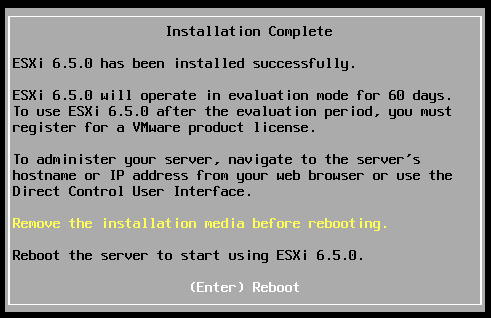 Installation Complete
ESXi 6.5.0 has been installed successfully.
ESXi 6.5.0 will operate in evaluation mode for 60 days.
To use ESXi 6.5.0 after the evaluation period, you must
register for a VMware product license.
To administer your server, navigate to the server's
hostname or IP address from your web browser or use the
Direct Control User Interface.
Remove the installation media before rebooting.
Reboot the server to start using ESXi 6.5.0.
(Enter) Reboot